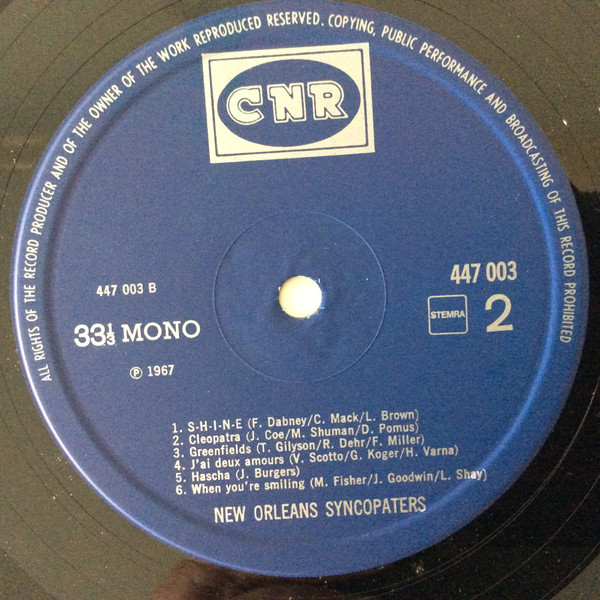 ALL RIGHTS OF THE RECORD PRODUCER AND OF THE OWNER OF THE WORK REPRODUCED RESERVED. COPYING, PUBLIC PERFORMANCE AND BROADCASTING OF THIS RECORD PROHIBITED
CNR
447 003 B
447 003
33⅓ MONO
STEMRA
2
℗ 1967
1. S-H-I-N-E (F. Dabney/C. Mack/L. Brown)
2. Cleopatra (J. Coe/M. Shuman/D. Pomus)
3. Greenfields (T. Gilyson/R. Dehr/F. Miller)
4. J'ai deux amours (V. Scotto/G. Koger/H. Varna)
5. Hascha (J. Burgers)
6. When you're smiling (M. Fisher/J. Goodwin/L. Shay)
NEW ORLEANS SYNCOPATERS